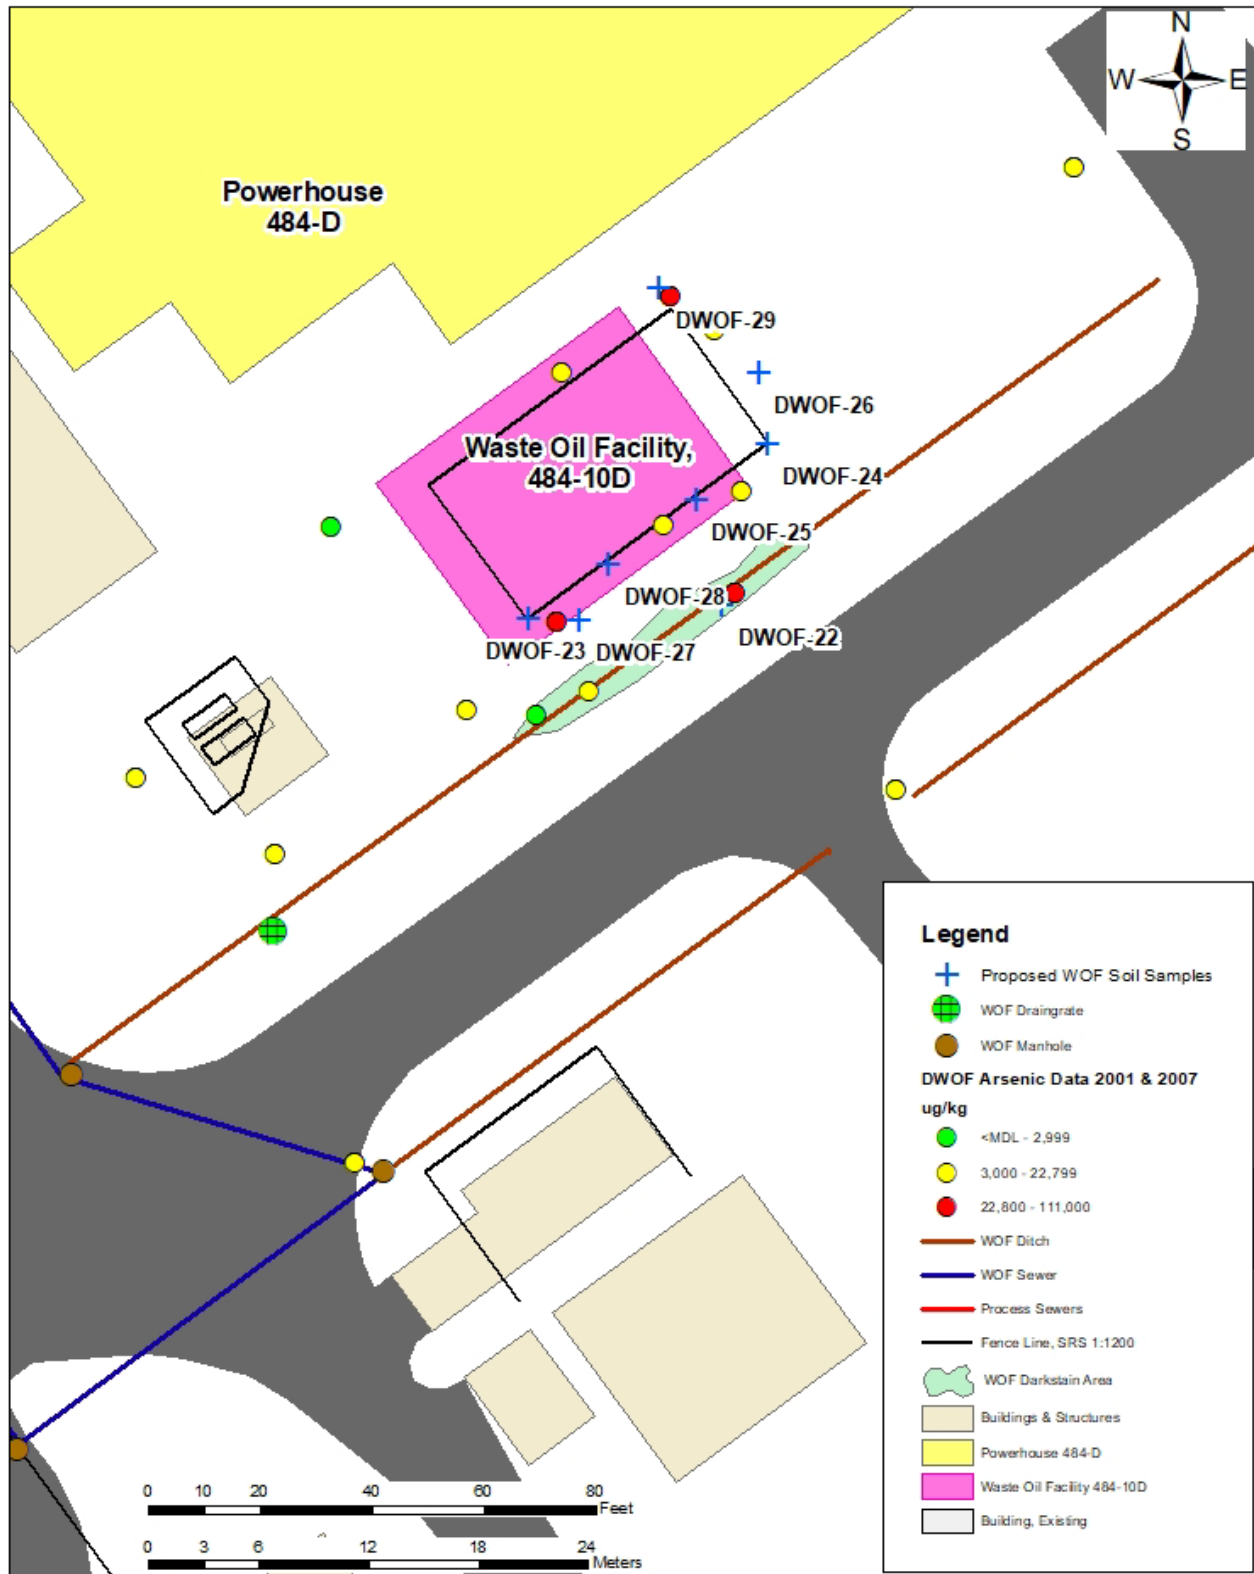 N
W E
S
Powerhouse
484-D
DWOF-29
DWOF-26
Waste Oil Facility,
484-10D
DWOF-24
DWOF-25
DWOF-28
DWOF-22
DWOF-23
DWOF-27
Legend
Proposed WOF Soil Samples
WOF Draingrate
WOF Manhole
DWOF Arsenic Data 2001 & 2007
ug/kg
<MDL - 2,999
3,000 - 22,799
22,800 - 111,000
WOF Ditch
WOF Sewer
Process Sewers
Fence Line, SRS 1:1200
WOF Darkstain Area
Buildings & Structures
Powerhouse 484-D
Waste Oil Facility 484-10D
Building, Existing
0 10 20 40 60 80
Feet
0 3 6 12 18 24
Meters